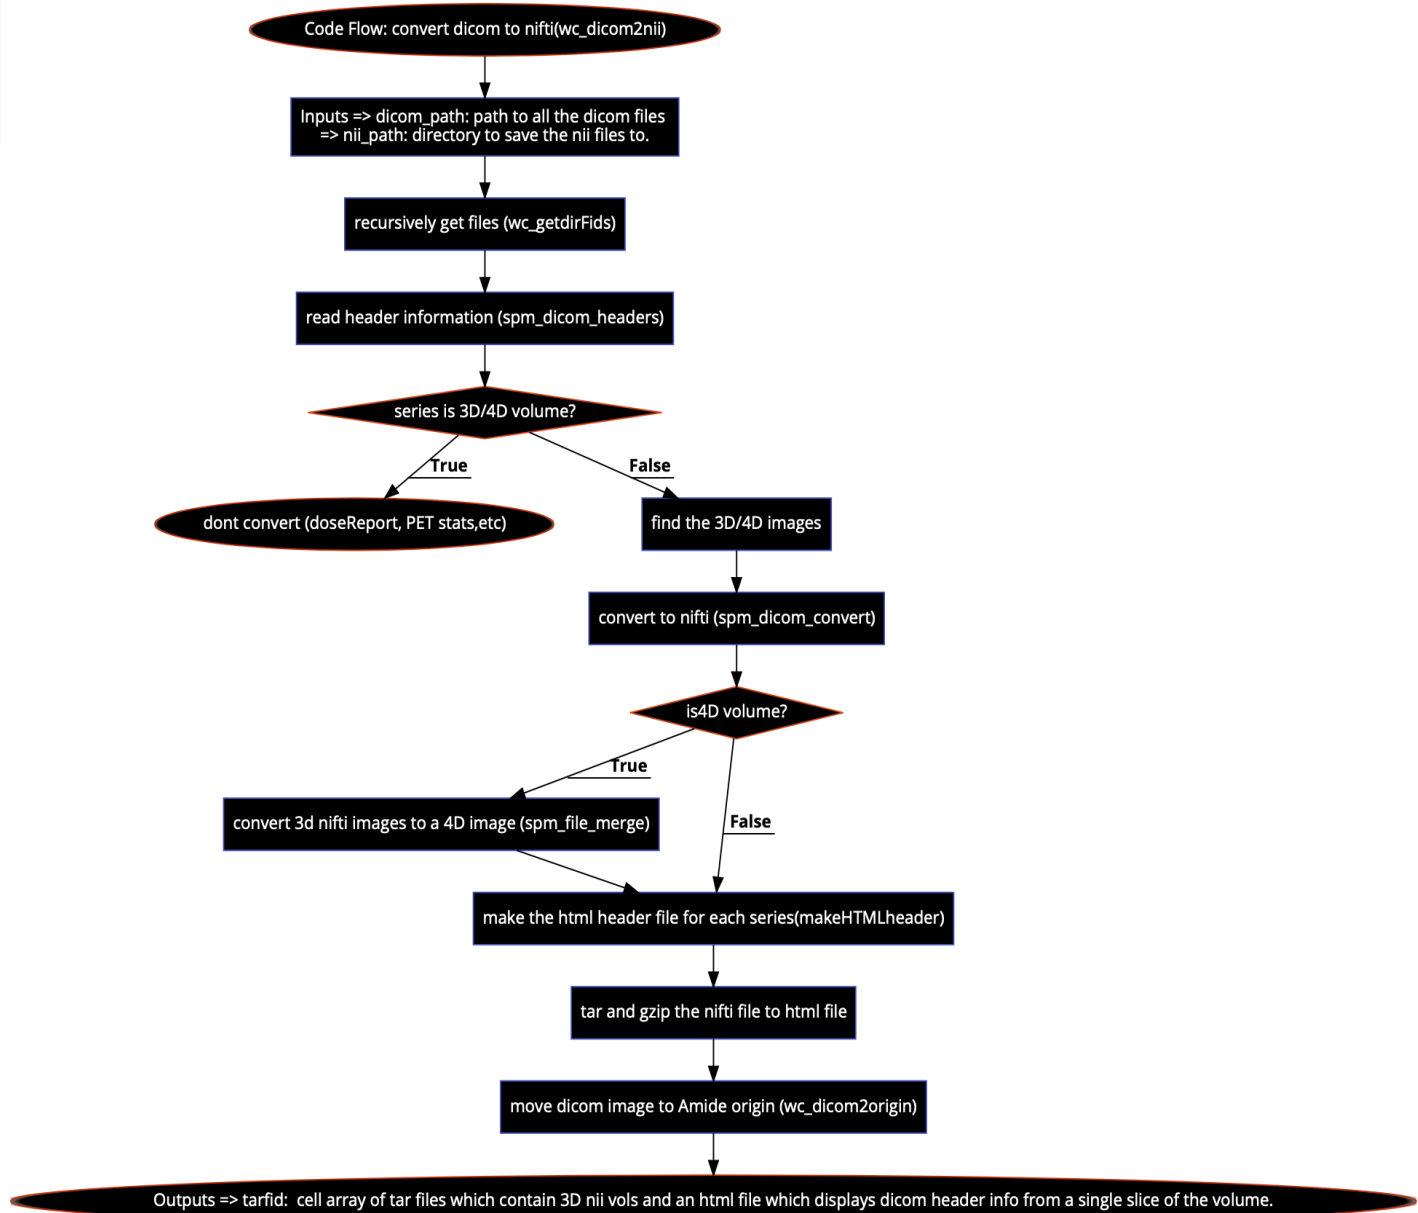 Code Flow: convert dicom to nifti(wc_dicom2nii)
Inputs => dicom_path: path to all the dicom files
=> nii_path: directory to save the nii files to.
recursively get files (wc_getdirFids)
read header information (spm_dicom_headers)
series is 3D/4D volume?
True
False
dont convert (doseReport, PET stats,etc)
find the 3D/4D images
convert to nifti (spm_dicom_convert)
is4D volume?
True
convert 3d nifti images to a 4D image (spm_file_merge)
False
make the html header file for each series(makeHTMLheader)
tar and gzip the nifti file to html file
move dicom image to Amide origin (wc_dicom2origin)
Outputs => tarfid:  cell array of tar files which contain 3D nii vols and an html file which displays dicom header info from a single slice of the volume.